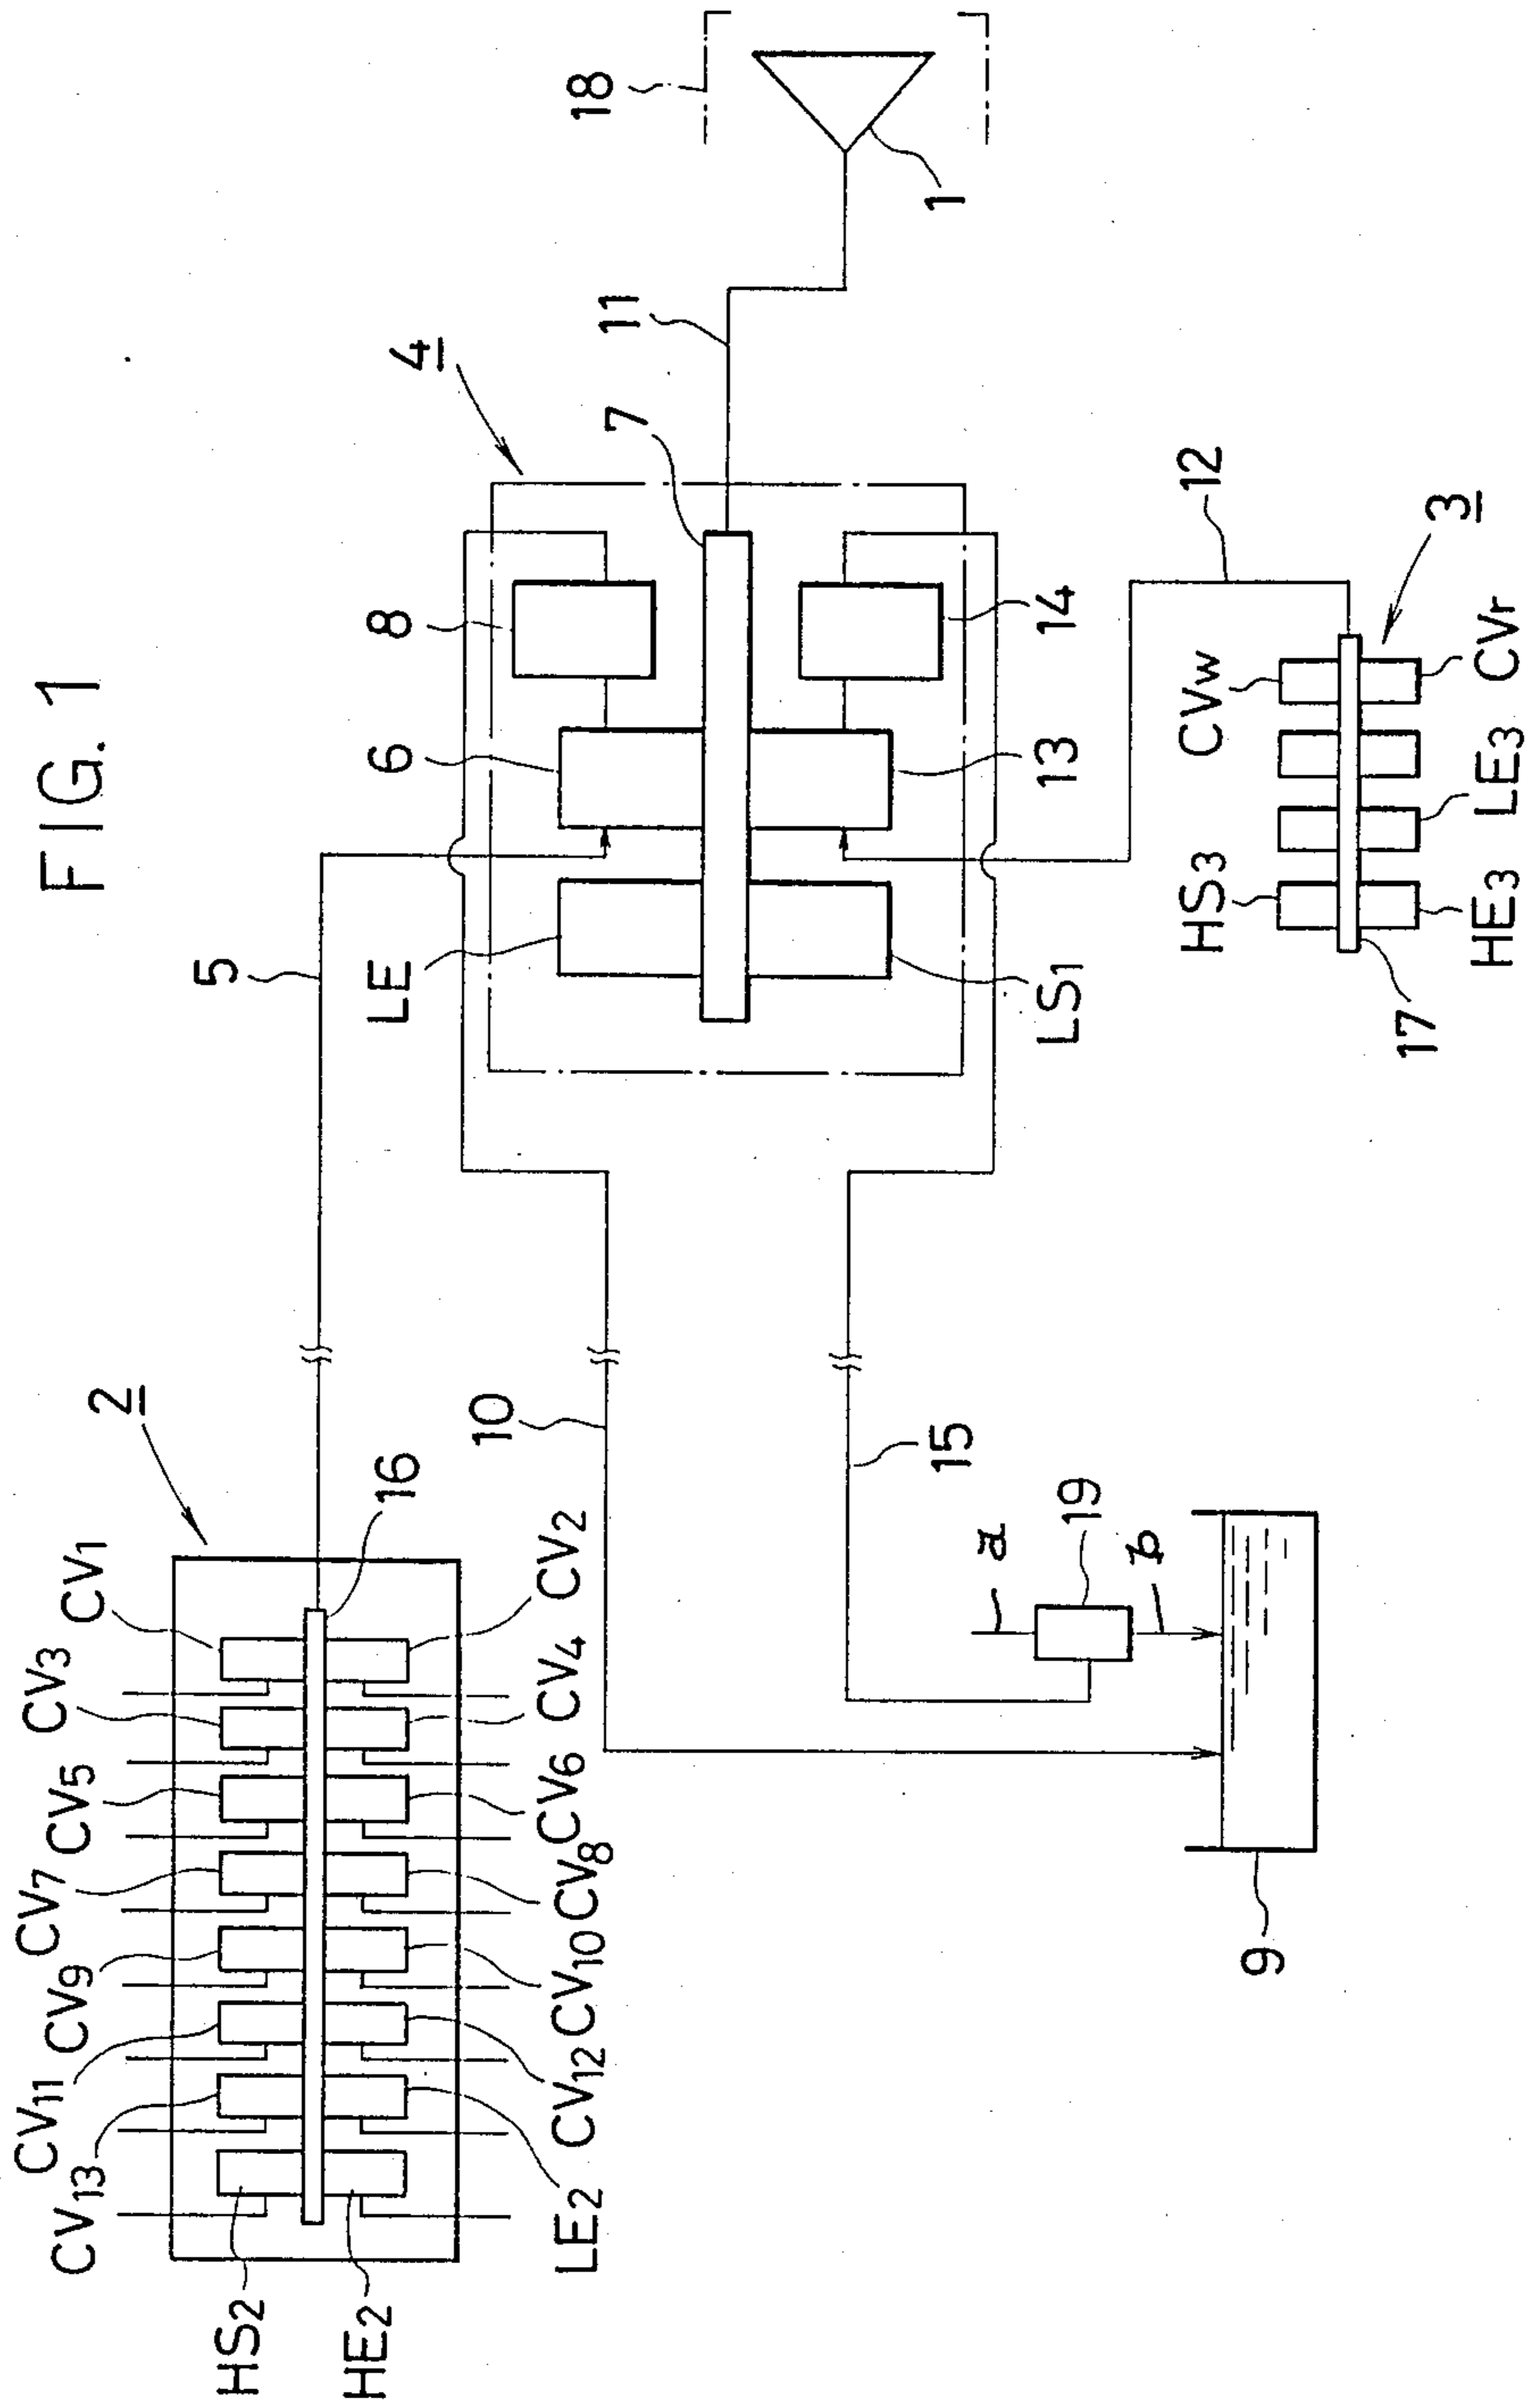 FIG. 1
2
CV1
CV3
CV5
CV7
CV9
CV11
CV13
HS2
HE2
16
CV2
CV4
CV6
CV8
CV10
CV12
LE2
5
4
LE
6
8
7
11
18
1
LS1
13
14
10
15
12
3
HS3
CVw
17
HE3
LE3
CVr
a
19
b
9